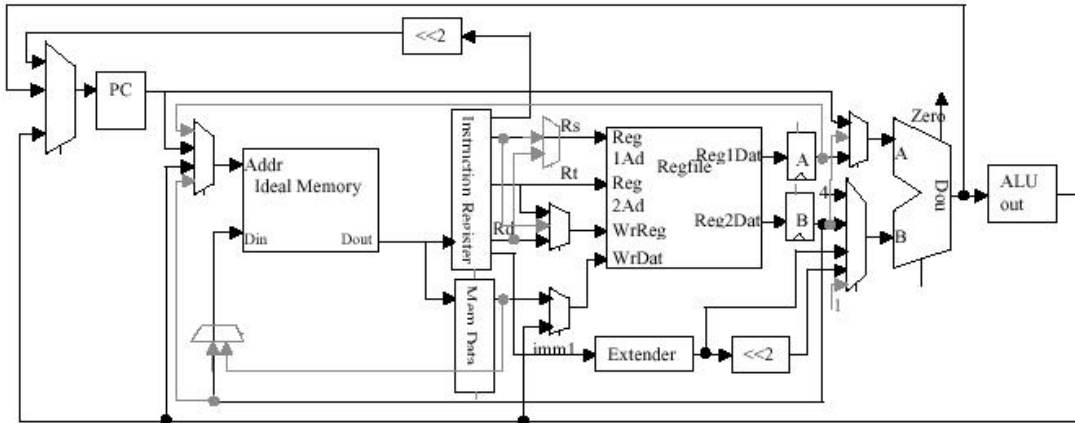 <<2
PC
Zero
Addr
Ideal Memory
Din
Dout
Instruction Register
Mem Data
Rs
Rt
Rd
Reg
1Ad
Reg
2Ad
WrReg
WrDat
Regfile
Reg1Dat
Reg2Dat
A
B
4
1
A
B
Dou
ALU
out
imm1
Extender
<<2